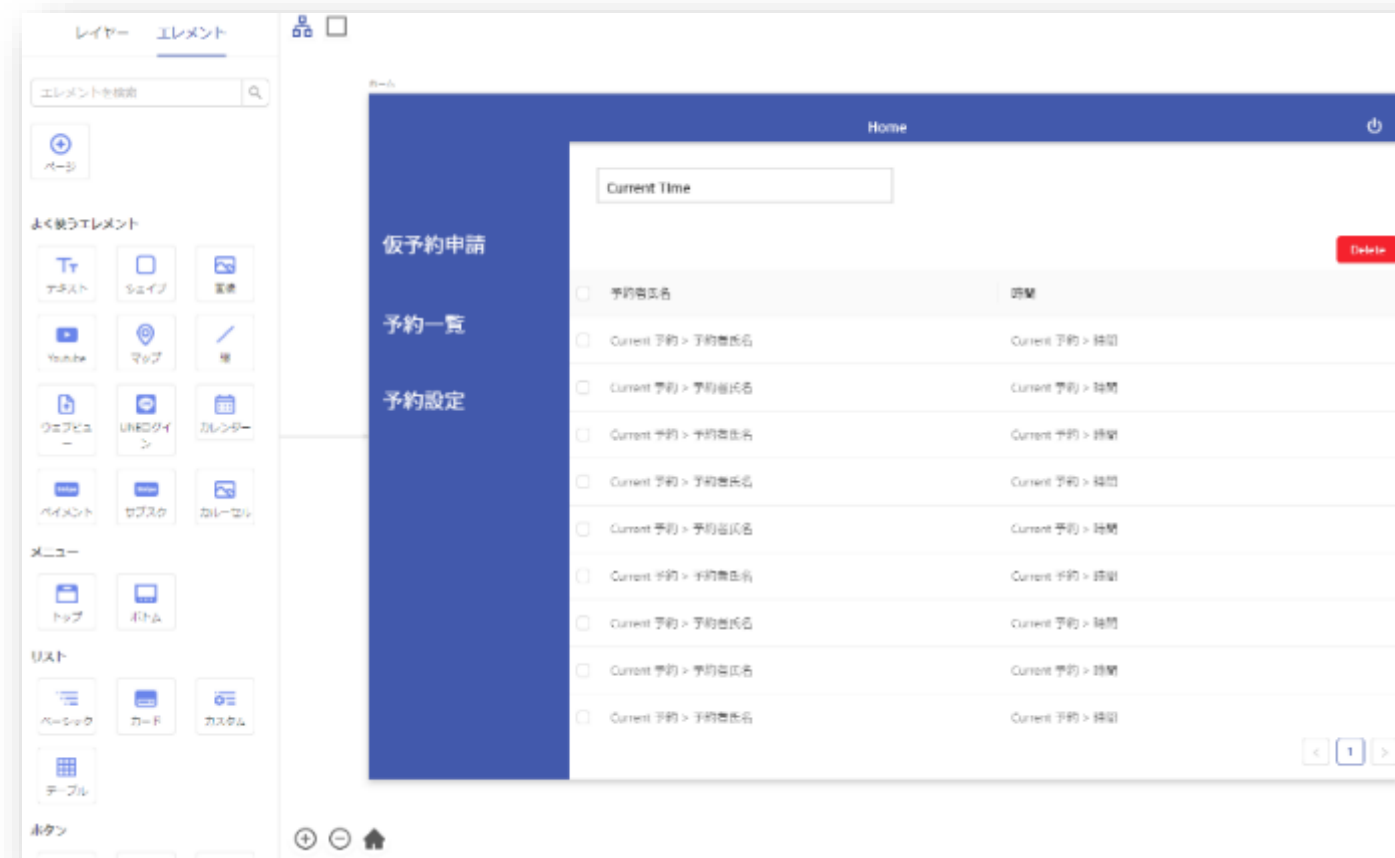 レイヤー エレメント
エレメントを検索
ページ
よく使うエレメント
テキスト シェイプ 画像
Youtube マップ 線
ウェブビュー LINEログイン カレンダー
ペイメント サブスク カルーセル
メニュー
トップ ボトム
リスト
ベーシック カード カスタム
テーブル
ボタン
ホーム
Home
仮予約申請
予約一覧
予約設定
Current Time
Delete
予約者氏名 時間
Current 予約 > 予約者氏名 Current 予約 > 時間
Current 予約 > 予約者氏名 Current 予約 > 時間
Current 予約 > 予約者氏名 Current 予約 > 時間
Current 予約 > 予約者氏名 Current 予約 > 時間
Current 予約 > 予約者氏名 Current 予約 > 時間
Current 予約 > 予約者氏名 Current 予約 > 時間
Current 予約 > 予約者氏名 Current 予約 > 時間
Current 予約 > 予約者氏名 Current 予約 > 時間
Current 予約 > 予約者氏名 Current 予約 > 時間
< 1 >